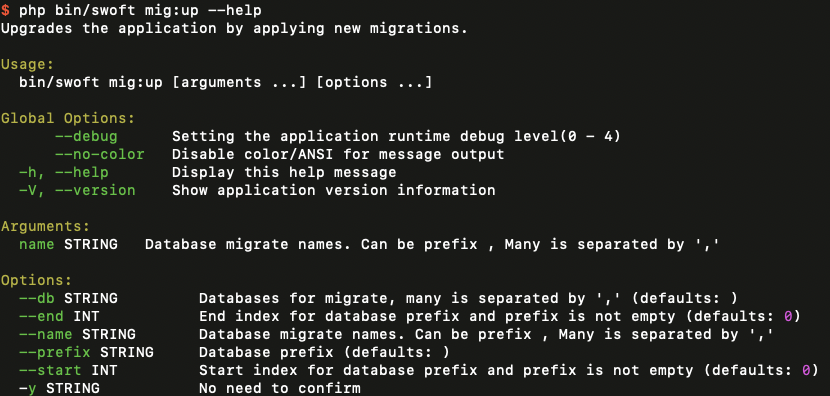 $ php bin/swoft mig:up --help
Upgrades the application by applying new migrations.
Usage:
bin/swoft mig:up [arguments ...] [options ...]
Global Options:
--debug Setting the application runtime debug level(0 - 4)
--no-color Disable color/ANSI for message output
-h, --help Display this help message
-V, --version Show application version information
Arguments:
name STRING Database migrate names. Can be prefix , Many is separated by ','
Options:
--db STRING Databases for migrate, many is separated by ',' (defaults: )
--end INT End index for database prefix and prefix is not empty (defaults: 0)
--name STRING Database migrate names. Can be prefix , Many is separated by ','
--prefix STRING Database prefix (defaults: )
--start INT Start index for database prefix and prefix is not empty (defaults: 0)
-y STRING No need to confirm